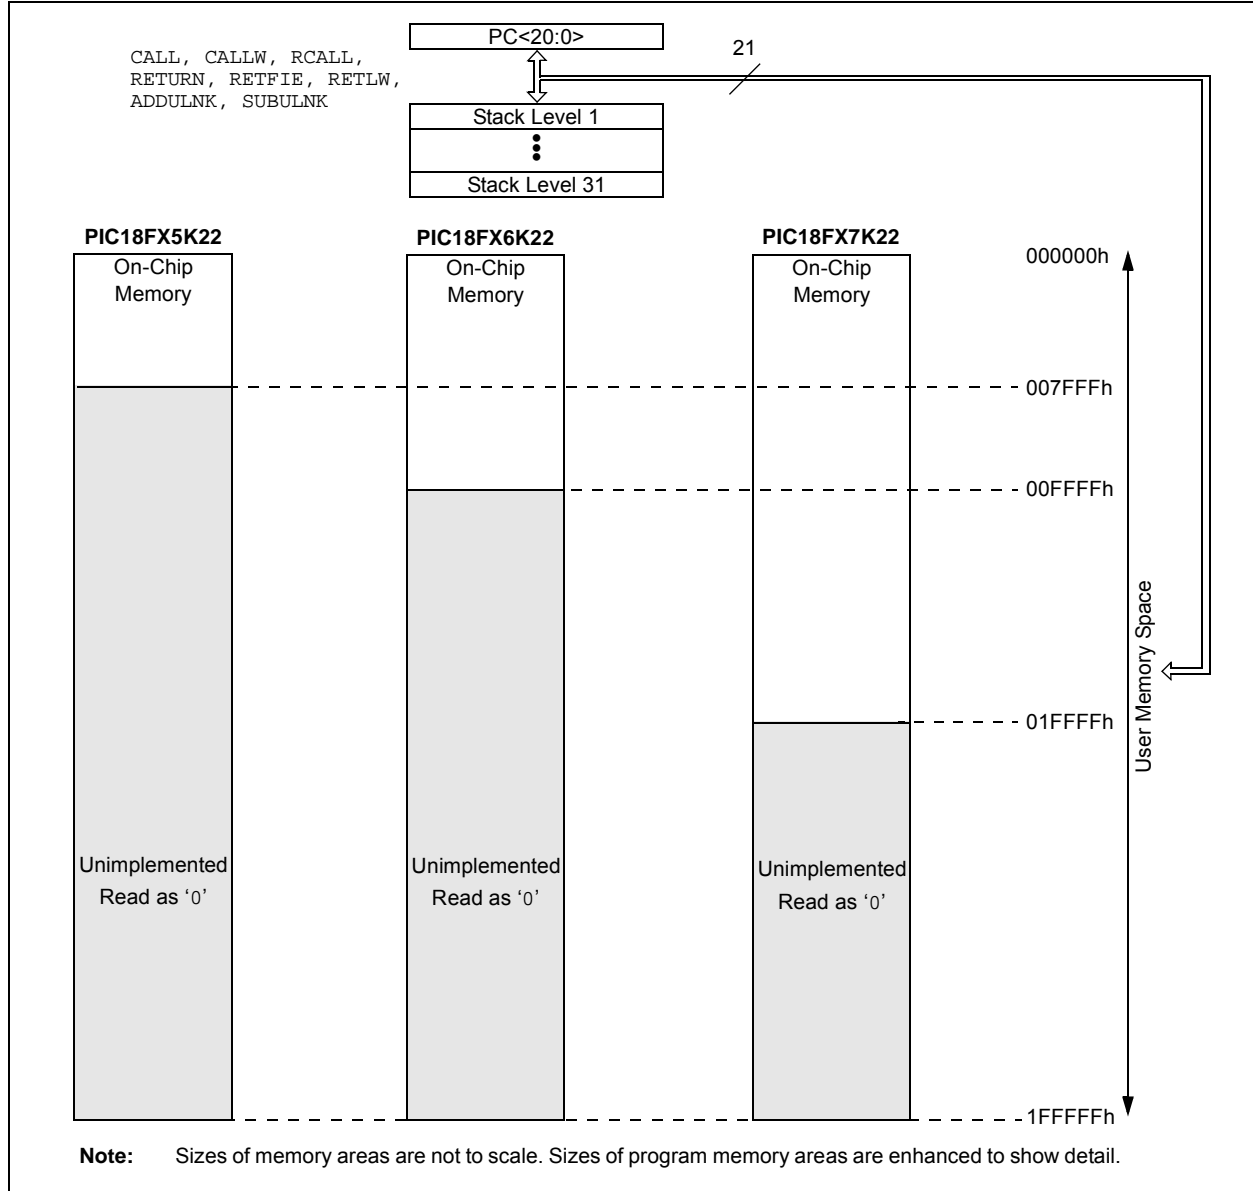 PC<20:0>
21
CALL, CALLW, RCALL,
RETURN, RETFIE, RETLW,
ADDULNK, SUBULNK
Stack Level 1
Stack Level 31
PIC18FX5K22
PIC18FX6K22
PIC18FX7K22
On-Chip
Memory
On-Chip
Memory
On-Chip
Memory
000000h
007FFFh
00FFFFh
01FFFFh
User Memory Space
Unimplemented
Read as ‘0’
Unimplemented
Read as ‘0’
Unimplemented
Read as ‘0’
1FFFFFh
Note: Sizes of memory areas are not to scale. Sizes of program memory areas are enhanced to show detail.